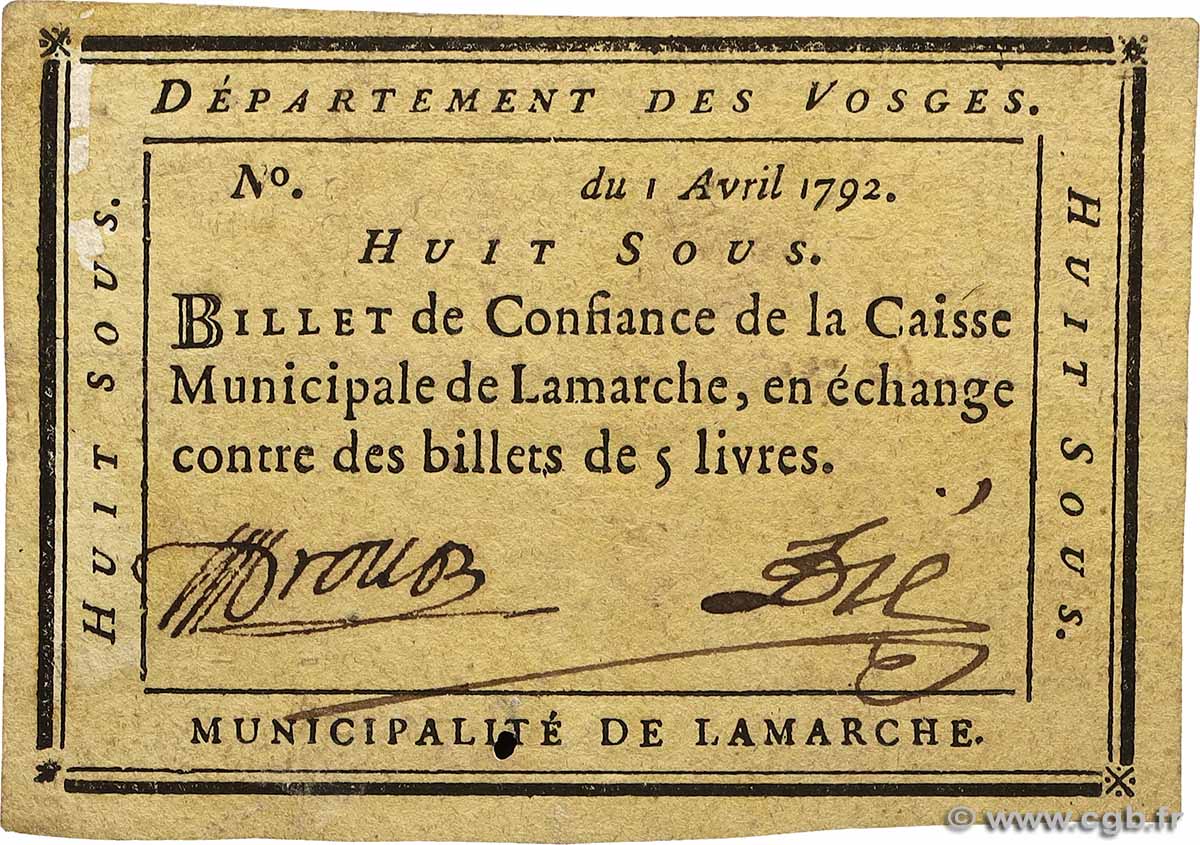 DÉPARTEMENT DES VOSGES.
HUIT SOUS.
No. du 1 Avril 1792.
HUIT SOUS.
BILLET de Confiance de la Caisse
Municipale de Lamarche, en échange
contre des billets de 5 livres.
HUIT SOUS.
MUNICIPALITÉ DE LAMARCHE.
© www.cgb.fr